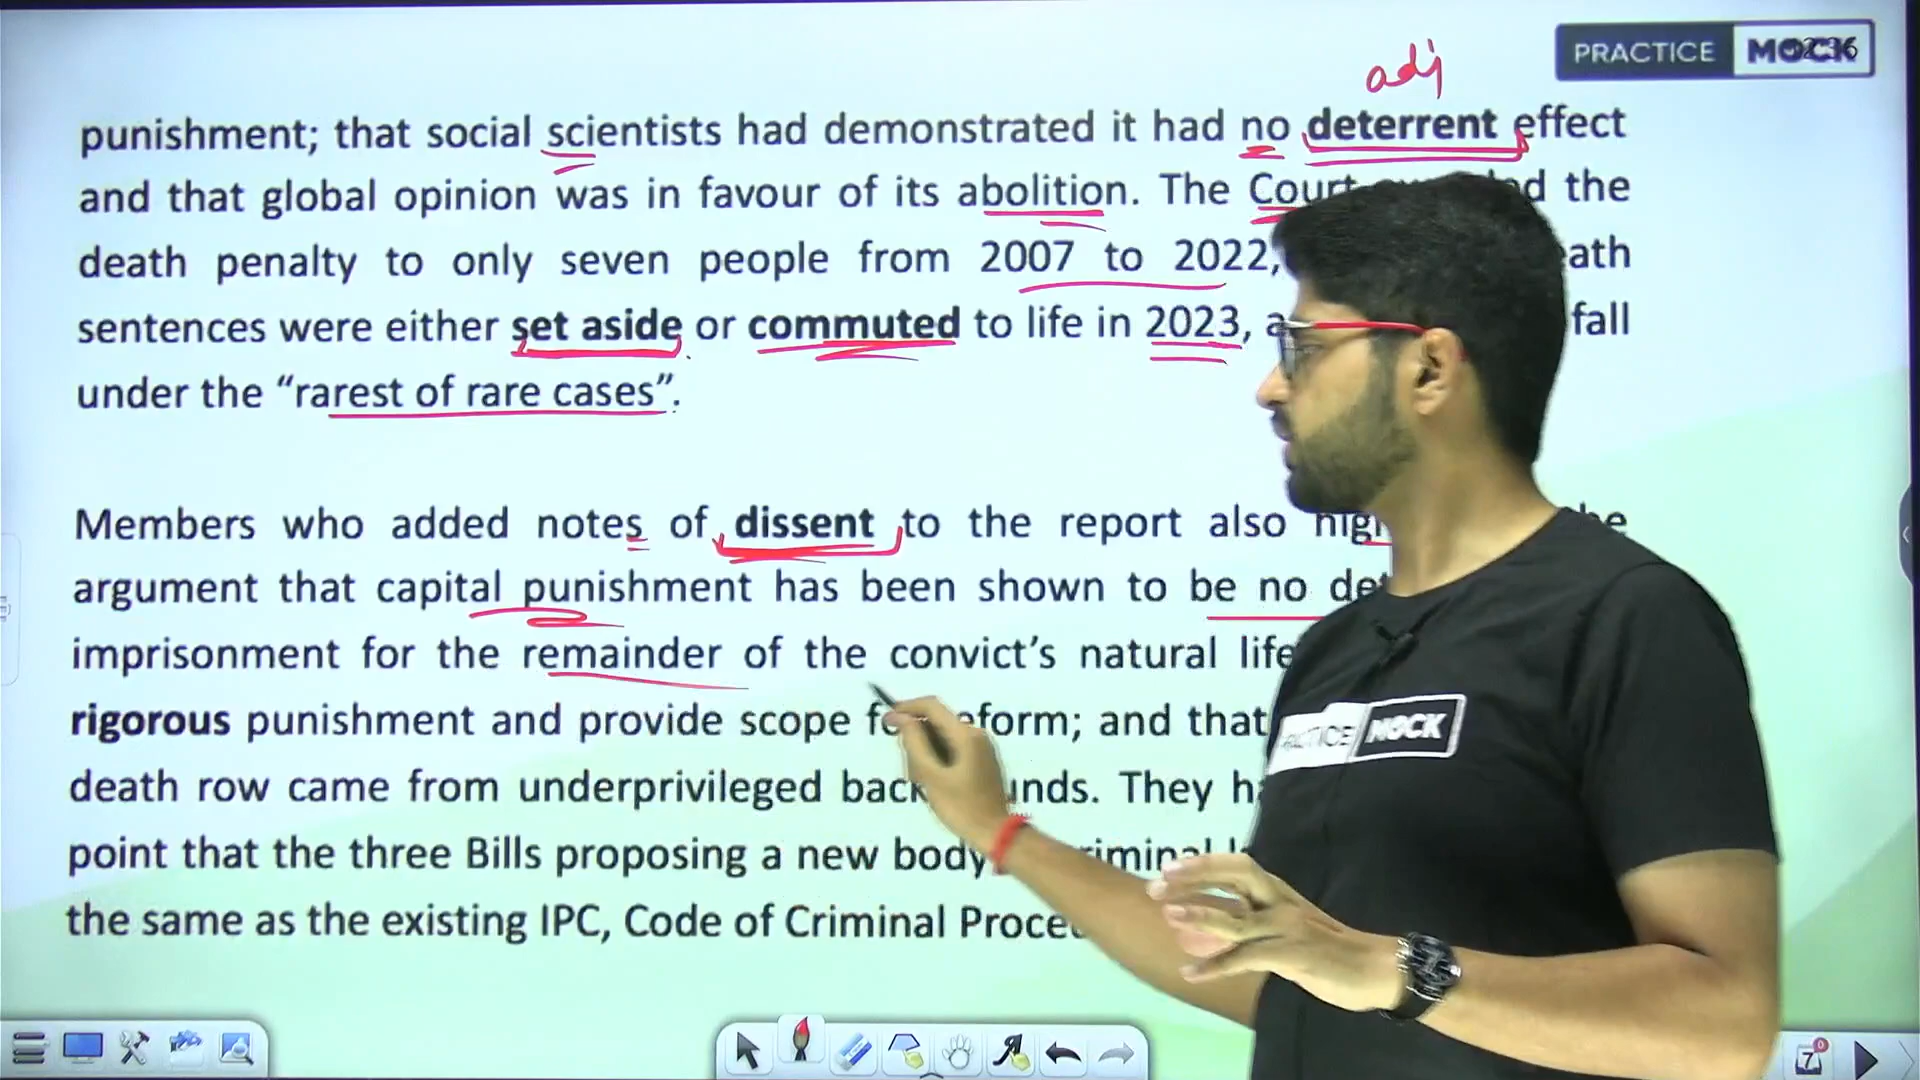 PRACTICE MOCK
adj
punishment; that social scientists had demonstrated it had no deterrent effect
and that global opinion was in favour of its abolition. The Court the
death penalty to only seven people from 2007 to 2022,
sentences were either set aside or commuted to life in 2023, fall
under the “rarest of rare cases”.
Members who added notes of dissent to the report also
argument that capital punishment has been shown to be no
imprisonment for the remainder of the convict’s natural life
rigorous punishment and provide scope reform; and that
death row came from underprivileged backgrounds. They
point that the three Bills proposing a new body criminal
the same as the existing IPC, Code of Criminal
PRACTICE MOCK
7
0